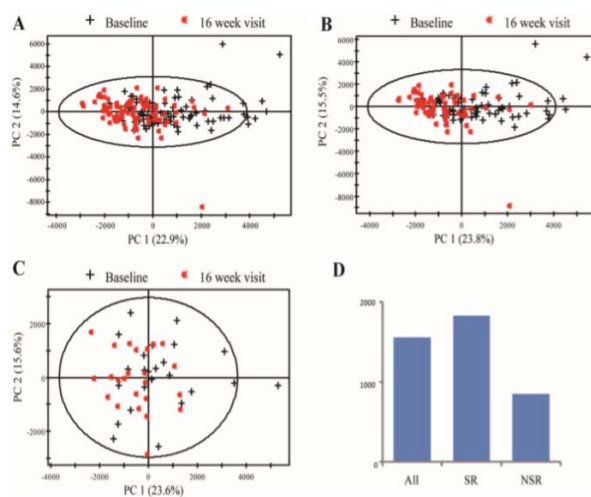 A
+ Baseline 16 week visit
6000
4000
2000
0
-2000
-4000
-6000
-8000
PC 2 (14.6%)
-4000 -2000 0 2000 4000
PC 1 (22.9%)
B
+ Baseline 16 week visit
6000
4000
2000
0
-2000
-4000
-6000
-8000
PC 2 (15.5%)
-4000 -2000 0 2000 4000
PC 1 (23.8%)
C
+ Baseline 16 week visit
2000
0
-2000
PC 2 (15.6%)
-4000 -2000 0 2000 4000
PC 1 (23.6%)
D
2000
1000
0
All SR NSR